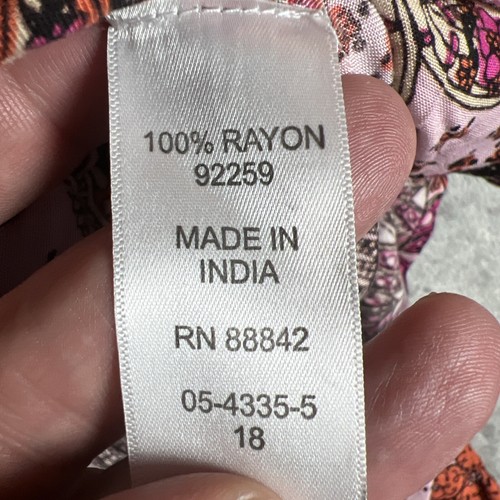 100% RAYON
92259
MADE IN
INDIA
RN 88842
05-4335-5
18